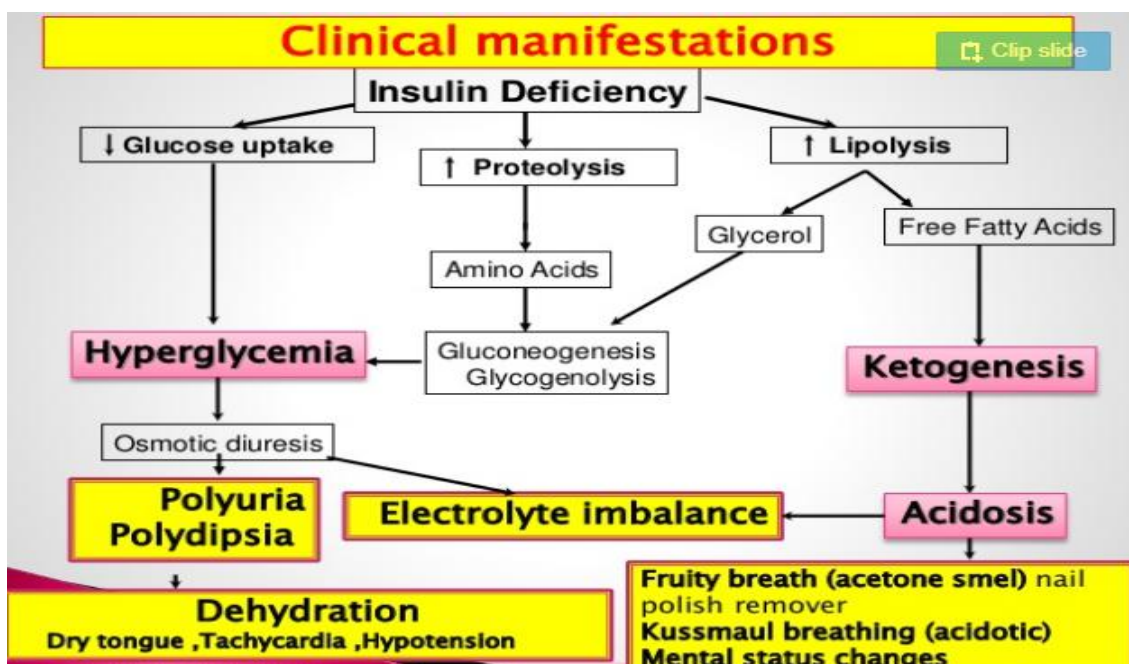 Clinical manifestations
Clip slide
Insulin Deficiency
↓ Glucose uptake
↑ Proteolysis
↑ Lipolysis
Glycerol
Free Fatty Acids
Amino Acids
Hyperglycemia
Gluconeogenesis
Glycogenolysis
Ketogenesis
Osmotic diuresis
Polyuria
Polydipsia
Electrolyte imbalance
Acidosis
Dehydration
Dry tongue ,Tachycardia ,Hypotension
Fruity breath (acetone smel) nail
polish remover
Kussmaul breathing (acidotic)
Mental status changes